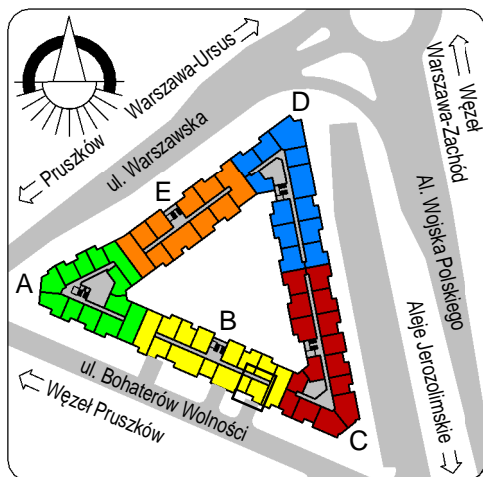 Warszawa-Ursus
Pruszków
ul. Warszawska
Węzeł
Warszawa-Zachód
Al. Wojska Polskiego
Aleje Jerozolimskie
D
E
A
B
C
ul. Bohaterów Wolności
Węzeł Pruszków